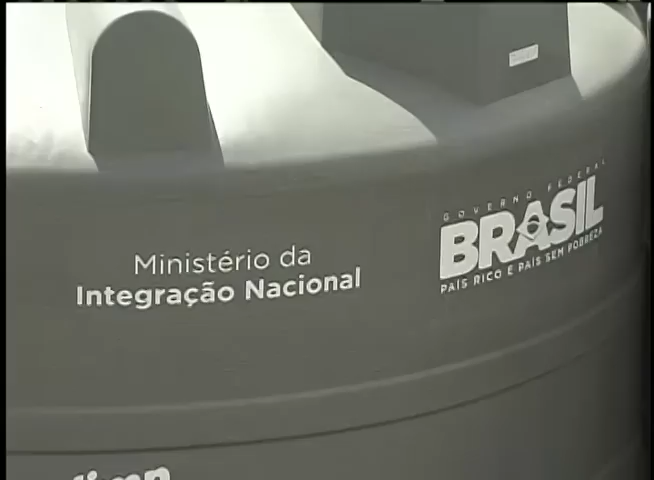 Ministério da
Integração Nacional
GOVERNO FEDERAL
BRASIL
PAÍS RICO É PAÍS SEM POBREZA